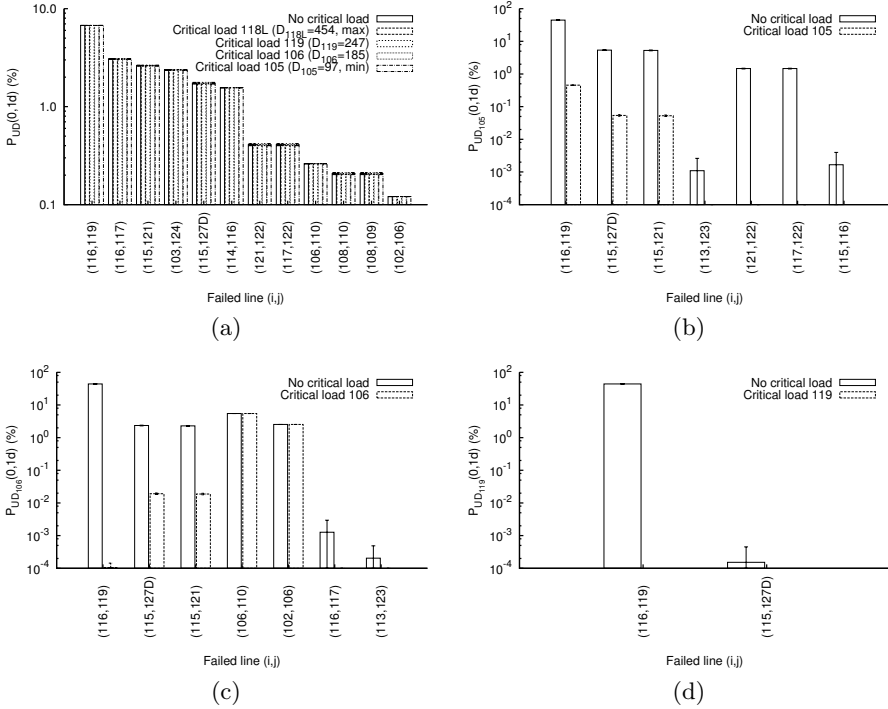 No critical load
Critical load 118L (D118L=454, max)
Critical load 119 (D119=247)
Critical load 106 (D106=185)
Critical load 105 (D105=97, min)
PUD(0,1d) (%)
10.0
1.0
0.1
(116,119)
(116,117)
(115,121)
(103,124)
(115,127D)
(114,116)
(121,122)
(117,122)
(106,110)
(108,110)
(108,109)
(102,106)
Failed line (i,j)
(a)
No critical load
Critical load 105
PUD105(0,1d) (%)
10^2
10^1
10^0
10^-1
10^-2
10^-3
10^-4
(116,119)
(115,127D)
(115,121)
(113,123)
(121,122)
(117,122)
(115,116)
Failed line (i,j)
(b)
No critical load
Critical load 106
PUD106(0,1d) (%)
10^2
10^1
10^0
10^-1
10^-2
10^-3
10^-4
(116,119)
(115,127D)
(115,121)
(106,110)
(102,106)
(116,117)
(113,123)
Failed line (i,j)
(c)
No critical load
Critical load 119
PUD119(0,1d) (%)
10^2
10^1
10^0
10^-1
10^-2
10^-3
10^-4
(116,119)
(115,127D)
Failed line (i,j)
(d)